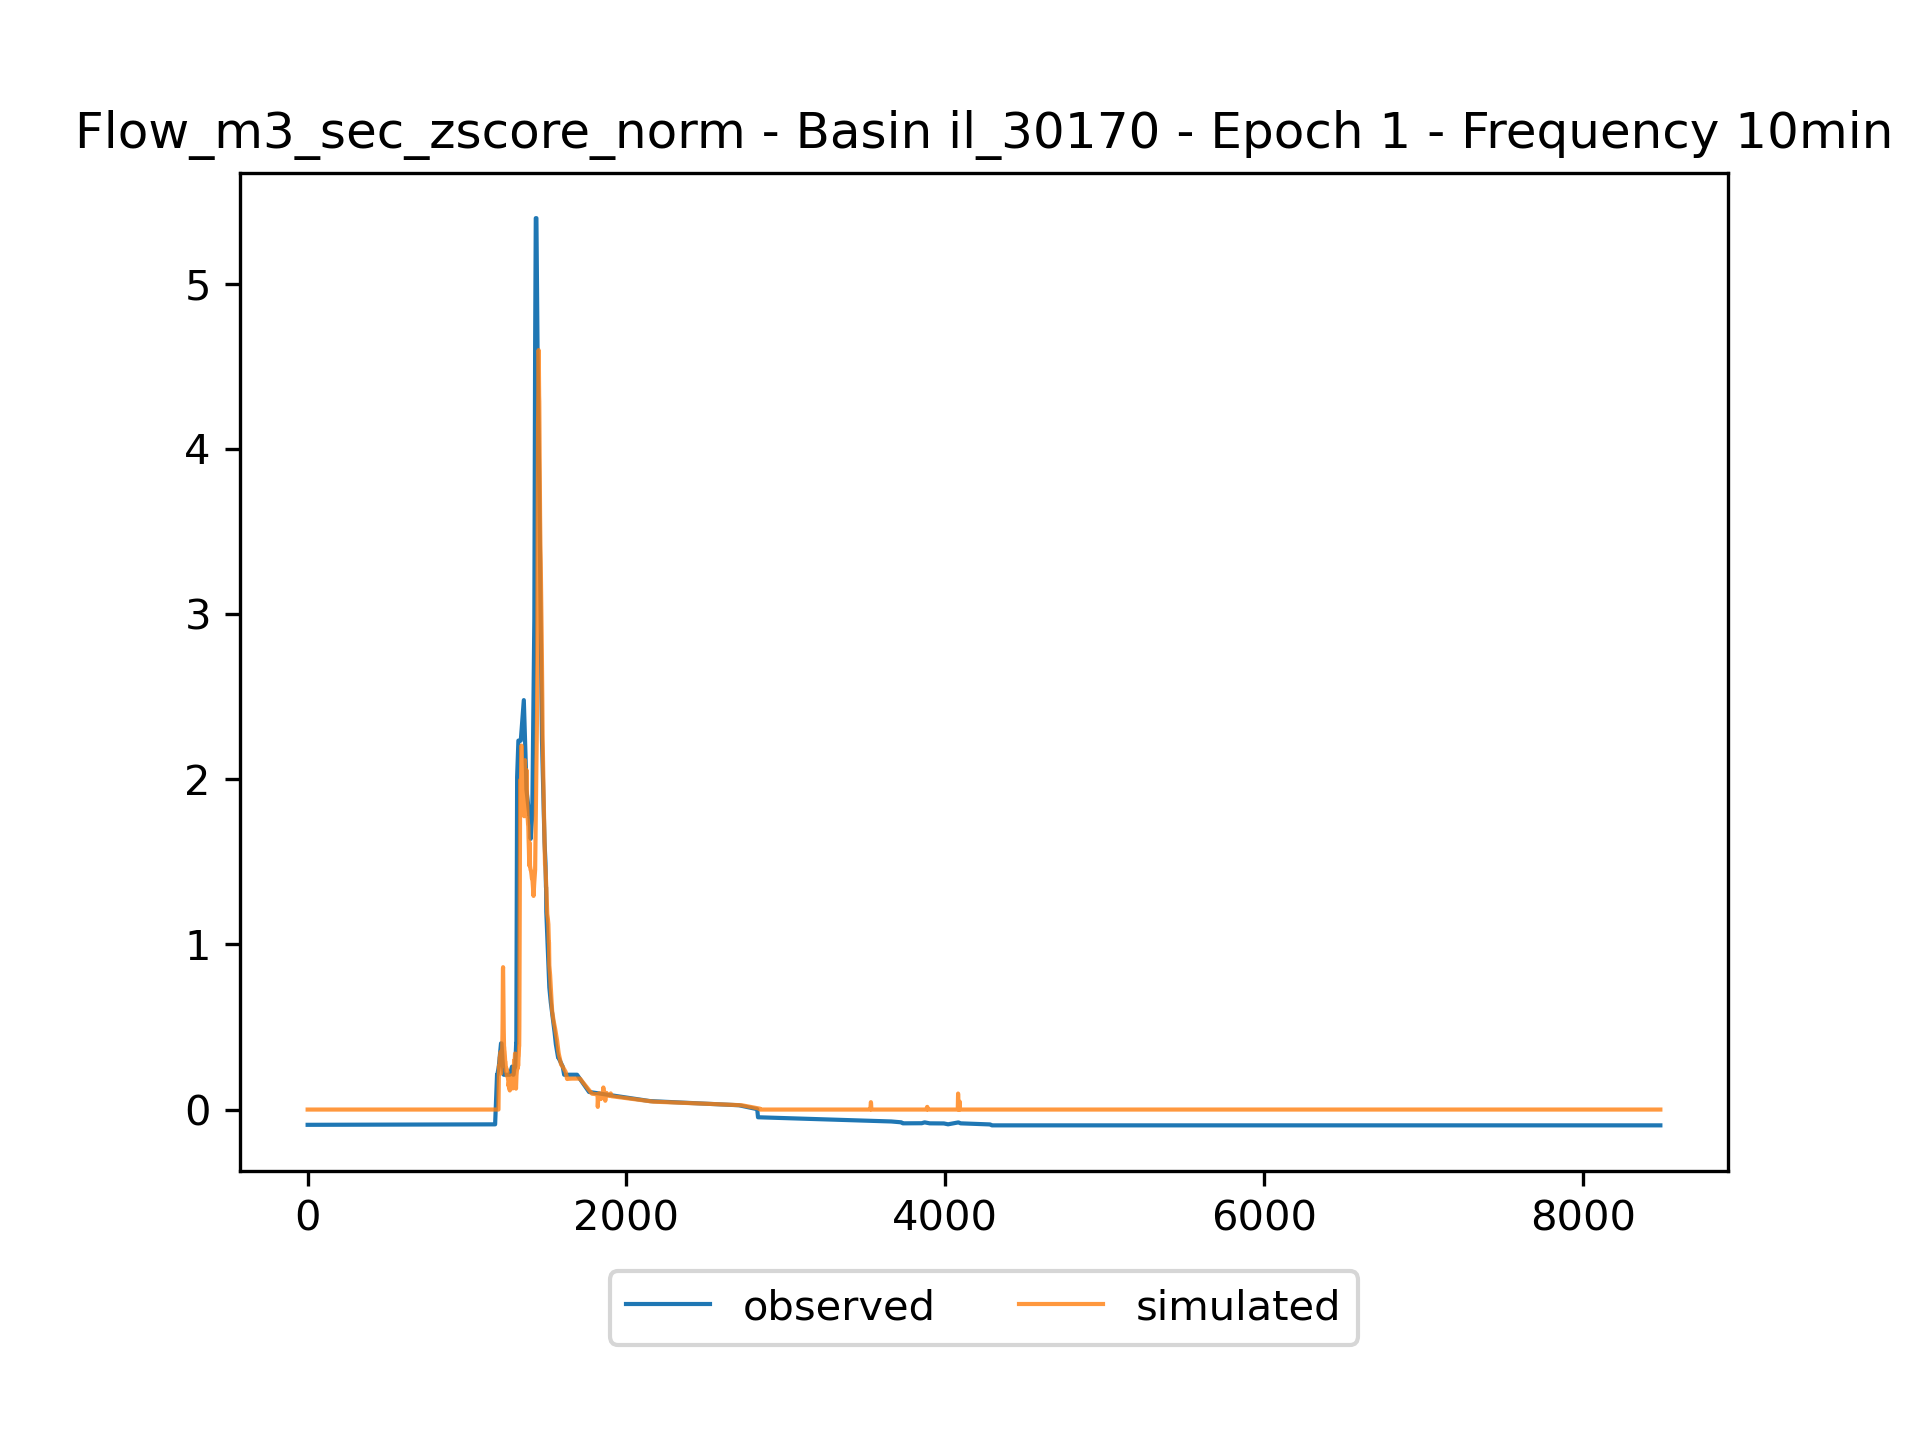 Flow_m3_sec_zscore_norm - Basin il_30170 - Epoch 1 - Frequency 10min
5
4
3
2
1
0
0 2000 4000 6000 8000
observed simulated